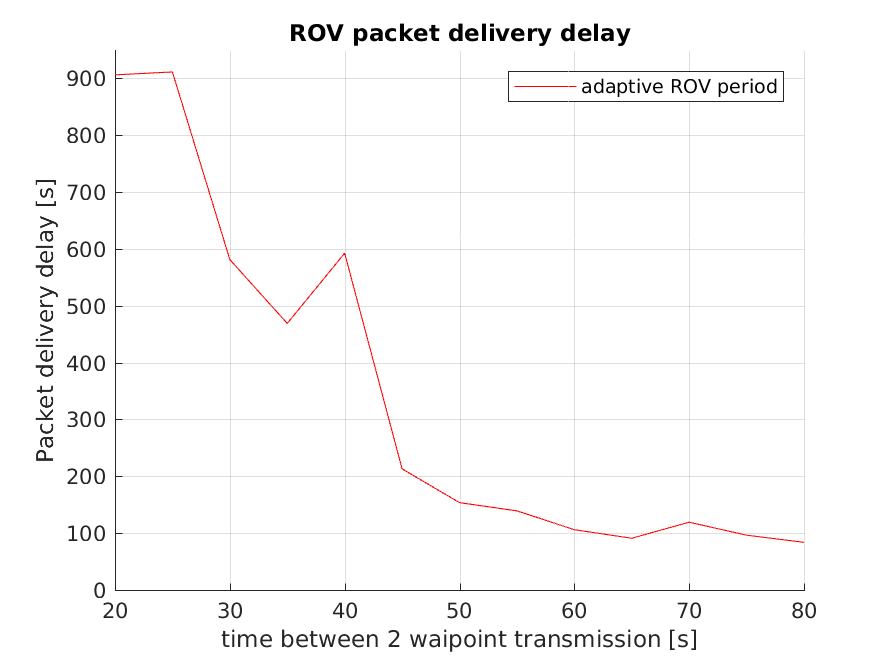 ROV packet delivery delay
adaptive ROV period
Packet delivery delay [s]
900
800
700
600
500
400
300
200
100
0
20 30 40 50 60 70 80
time between 2 waipoint transmission [s]